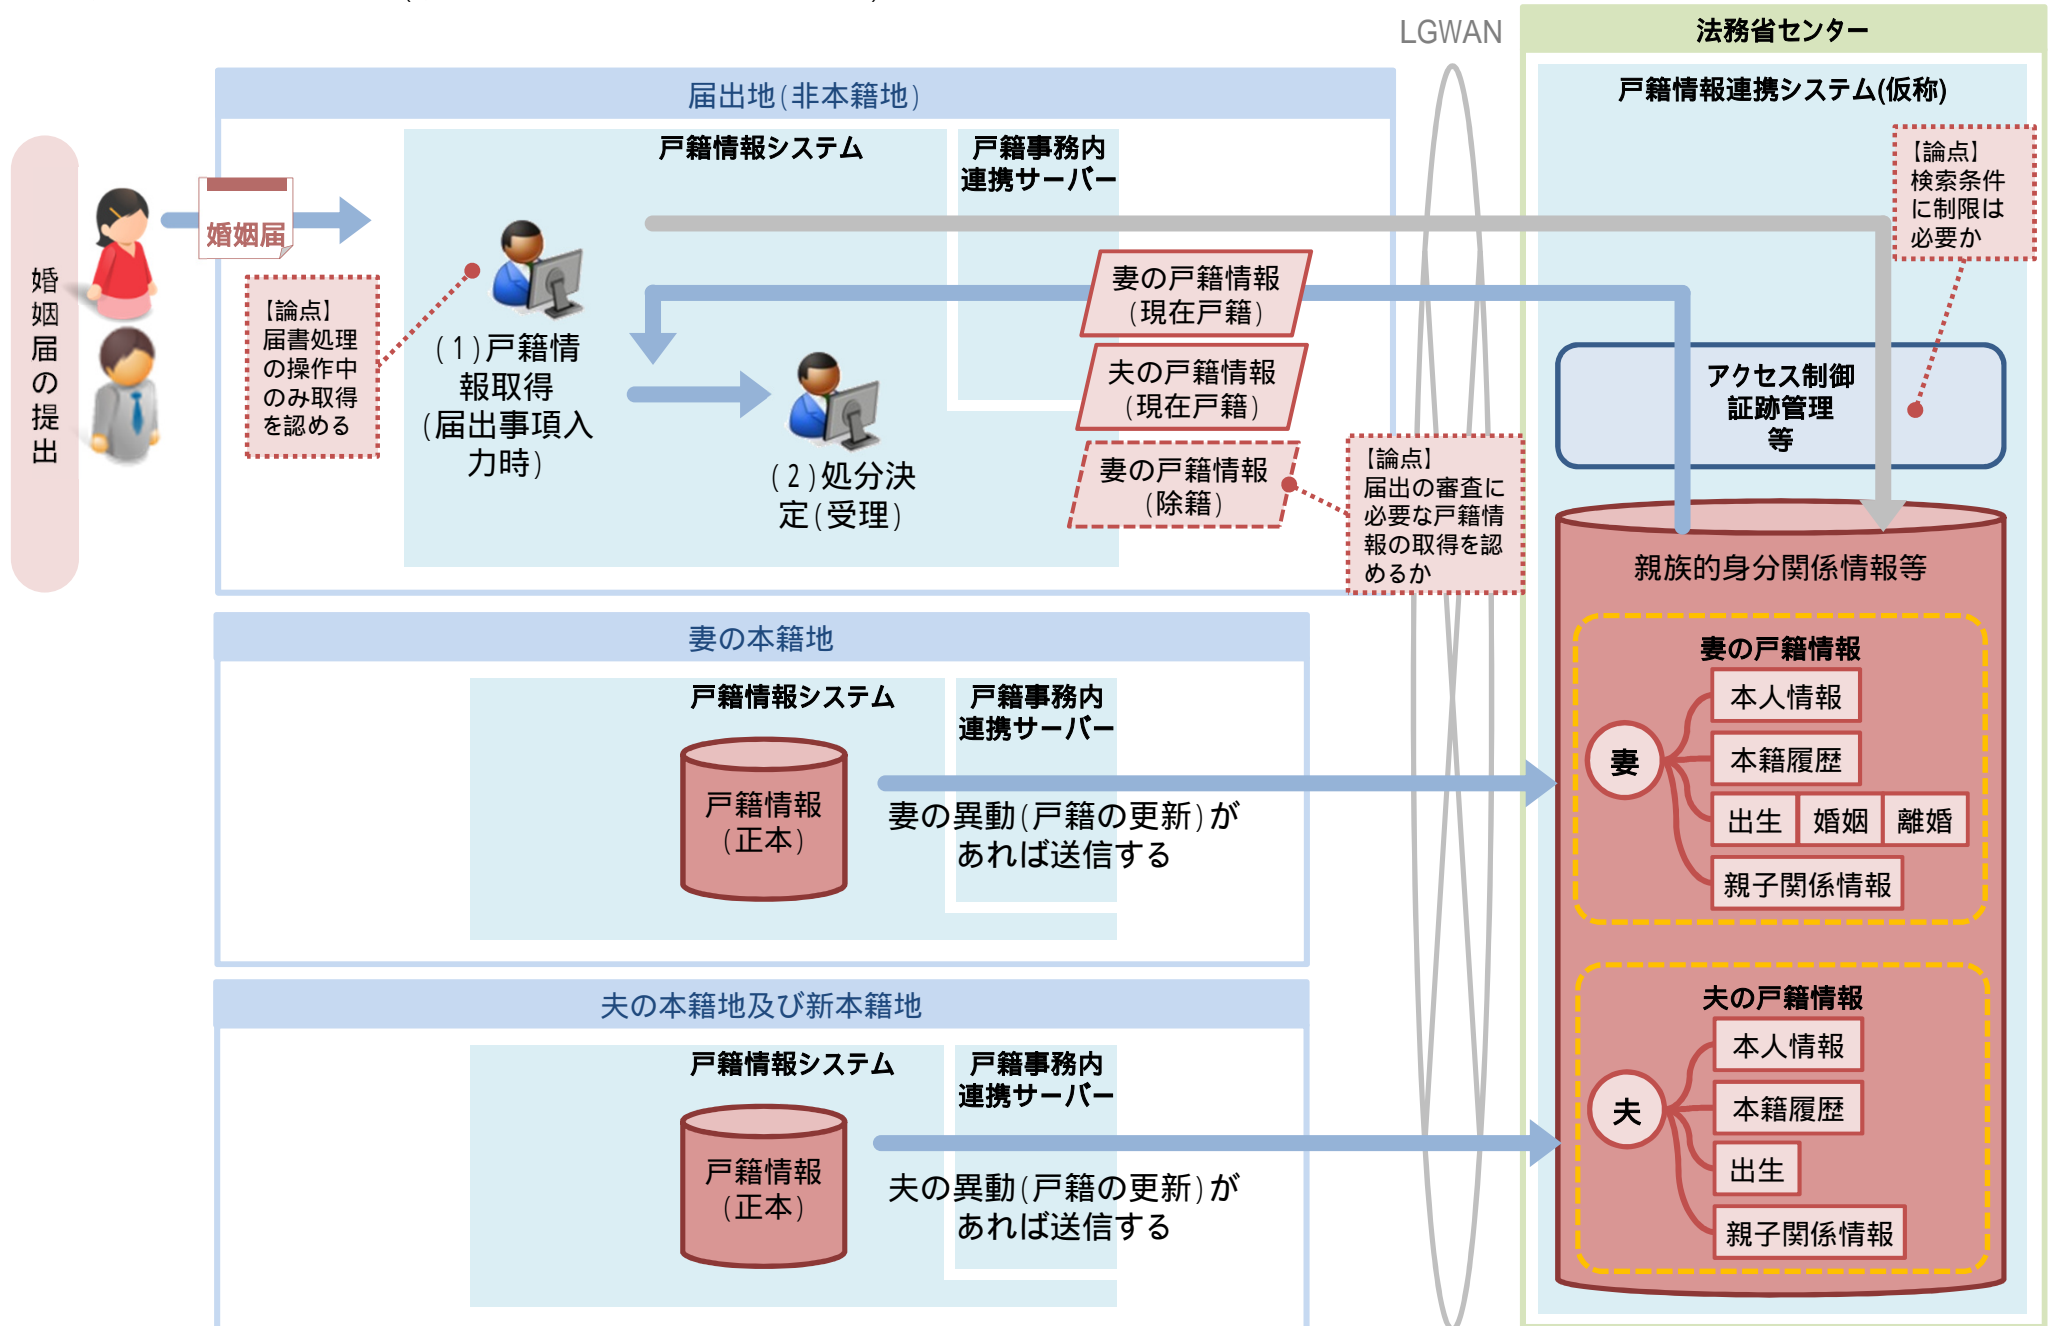 LGWAN
法務省センター
戸籍情報連携システム(仮称)
【論点】
検索条件
に制限は
必要か
届出地(非本籍地)
戸籍情報システム
戸籍事務内
連携サーバー
婚姻届の提出
婚姻届
【論点】
届書処理
の操作中
のみ取得
を認める
(1)戸籍情
報取得
(届出事項入
力時)
(2)処分決
定(受理)
妻の戸籍情報
(現在戸籍)
夫の戸籍情報
(現在戸籍)
妻の戸籍情報
(除籍)
【論点】
届出の審査に
必要な戸籍情
報の取得を認
めるか
アクセス制御
証跡管理
等
親族的身分関係情報等
妻の戸籍情報
妻
本人情報
本籍履歴
出生 婚姻 離婚
親子関係情報
夫の戸籍情報
夫
本人情報
本籍履歴
出生
親子関係情報
妻の本籍地
戸籍情報システム
戸籍事務内
連携サーバー
戸籍情報
(正本)
妻の異動(戸籍の更新)が
あれば送信する
夫の本籍地及び新本籍地
戸籍情報システム
戸籍事務内
連携サーバー
戸籍情報
(正本)
夫の異動(戸籍の更新)が
あれば送信する